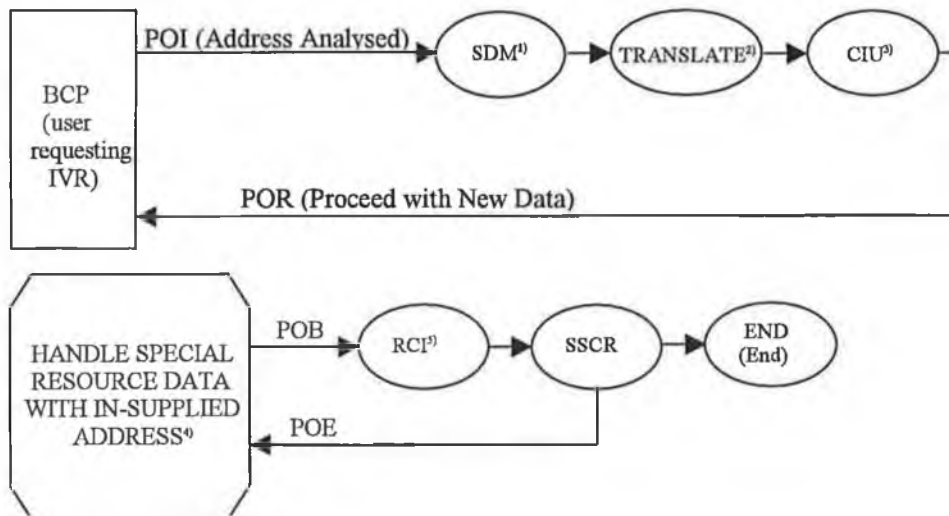 POI (Address Analysed)
SDM¹⁾
TRANSLATE²⁾
CIU³⁾
BCP
(user
requesting
IVR)
POR (Proceed with New Data)
HANDLE SPECIAL
RESOURCE DATA
WITH IN-SUPPLIED
ADDRESS⁴⁾
POB
RCI³⁾
SSCR
END
(End)
POE